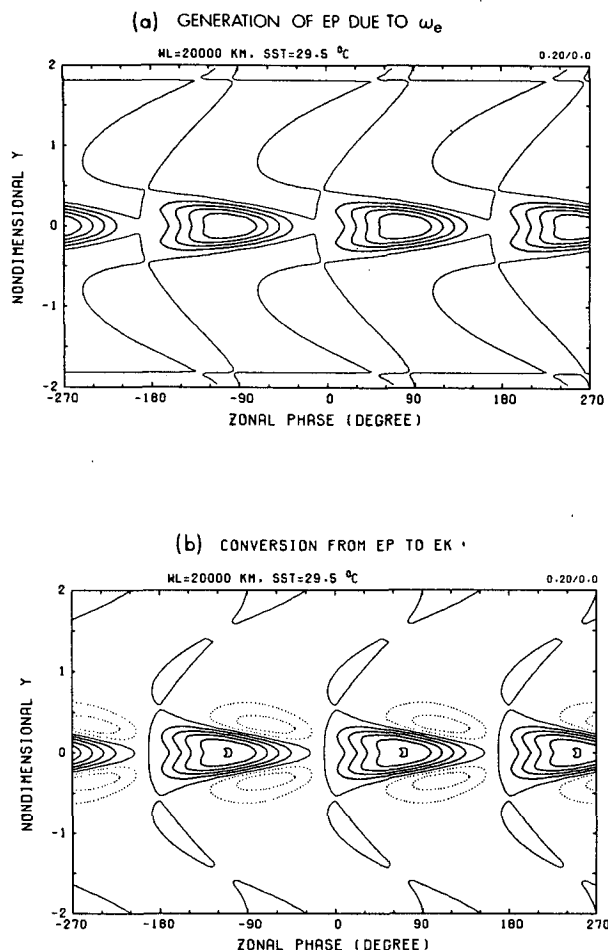 (a) GENERATION OF EP DUE TO ωe
WL=20000 KM, SST=29.5 ⁰C 0.20/0.0
NONDIMENSIONAL Y
2
1
0
-1
-2
-270 -180 -90 0 90 180 270
ZONAL PHASE (DEGREE)
(b) CONVERSION FROM EP TO EK
WL=20000 KM, SST=29.5 ⁰C 0.20/0.0
NONDIMENSIONAL Y
2
1
0
-1
-2
D D D
-270 -180 -90 0 90 180 270
ZONAL PHASE (DEGREE)